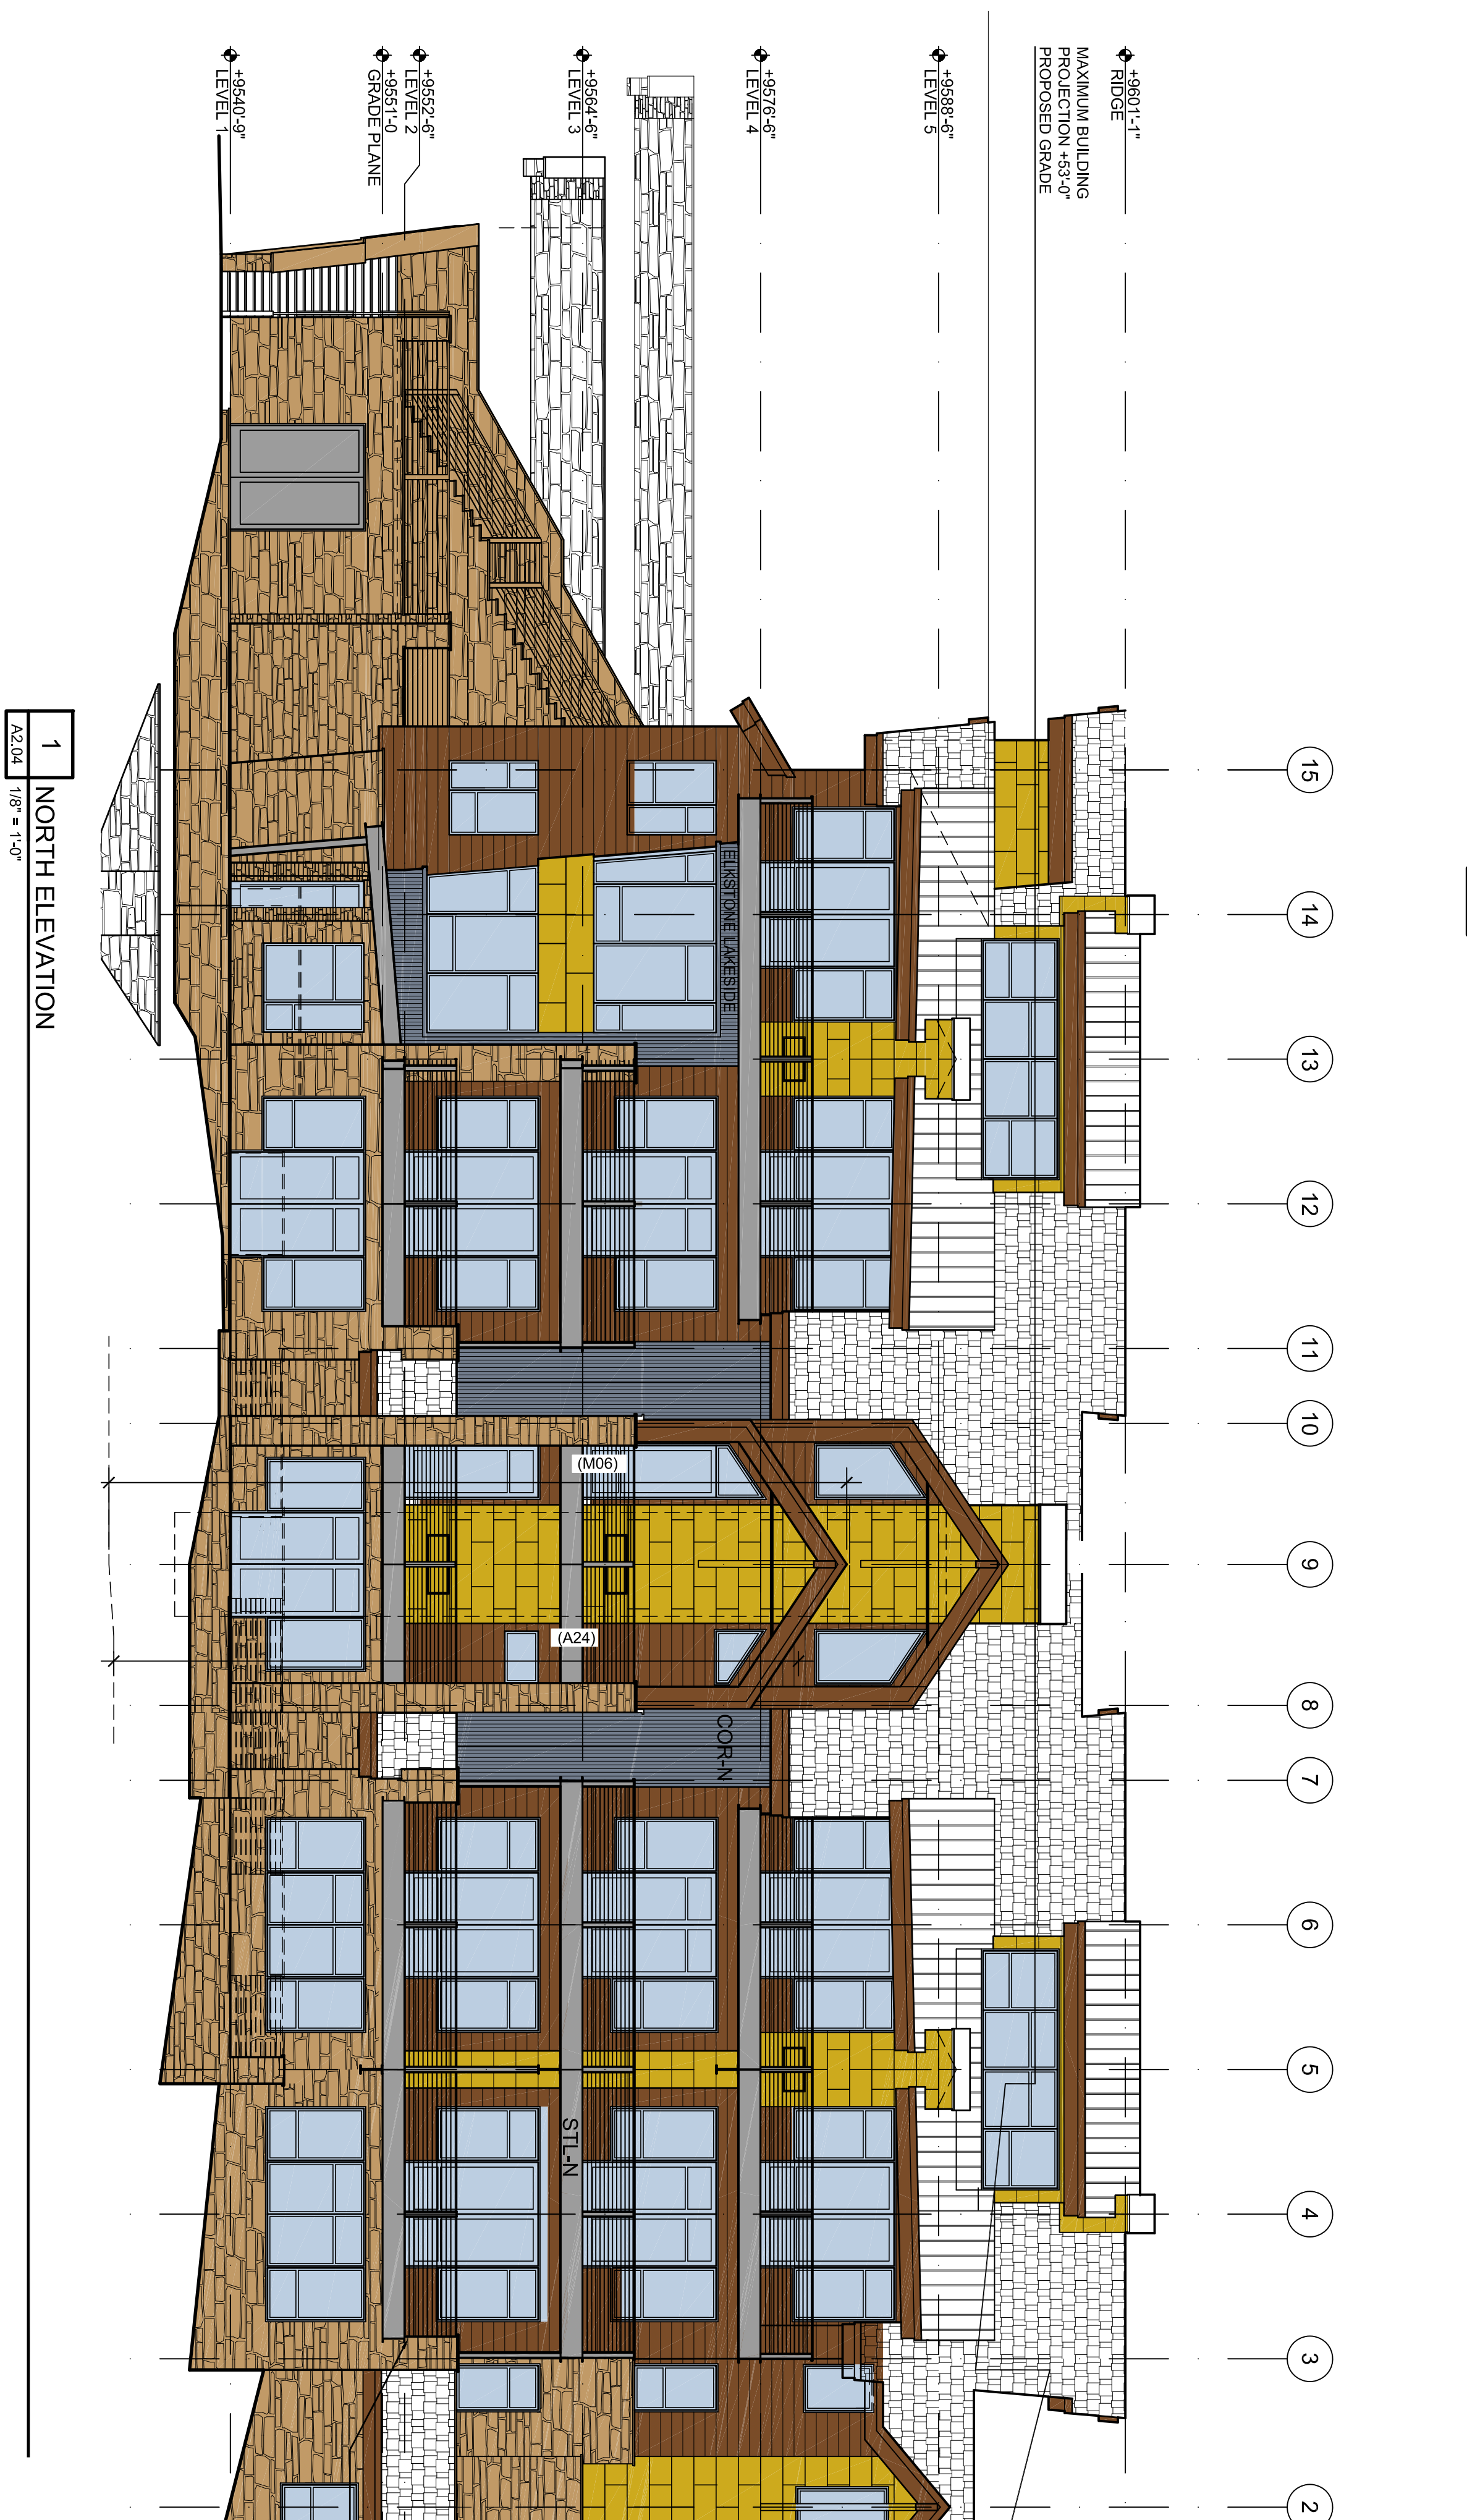 +9601'-1"
RIDGE
MAXIMUM BUILDING
PROJECTION +53'-0"
PROPOSED GRADE
+9588'-6"
LEVEL 5
+9576'-6"
LEVEL 4
+9564'-6"
LEVEL 3
+9552'-6"
LEVEL 2
+9551'-0
GRADE PLANE
+9540'-9"
LEVEL 1
15
14
13
12
11
10
9
8
7
6
5
4
3
2
ELKSTONE LAKESIDE
(M06)
(A24)
COR-N
STL-N
1
NORTH ELEVATION
A2.04
1/8" = 1'-0"